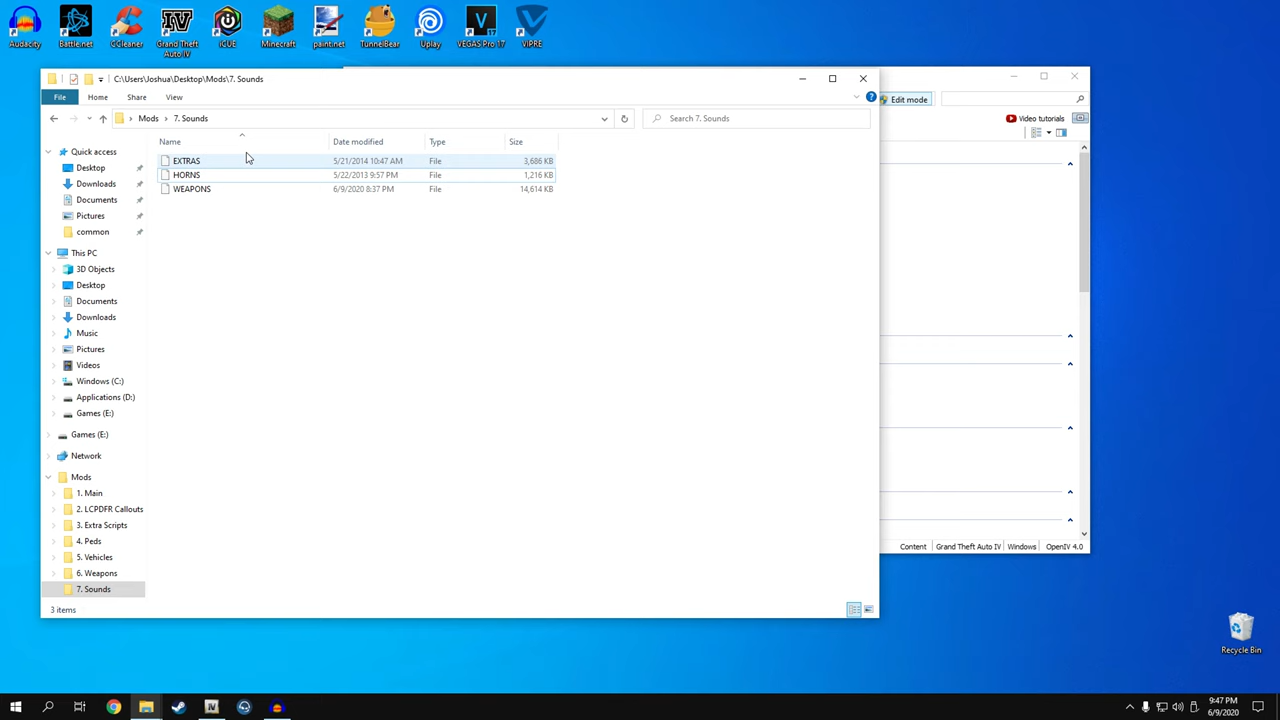 Audacity
Battle.net
CCleaner
Grand Theft Auto IV
iCUE
Minecraft
paint.net
TunnelBear
Uplay
VEGAS Pro 17
VIPRE
C:\Users\Joshua\Desktop\Mods\7. Sounds
File Home Share View
Edit mode
Mods 7. Sounds
Search 7. Sounds
Video tutorials
Name Date modified Type Size
EXTRAS 5/21/2014 10:47 AM File 3,686 KB
HORNS 5/22/2013 9:57 PM File 1,216 KB
WEAPONS 6/9/2020 8:37 PM File 14,614 KB
Quick access
Desktop
Downloads
Documents
Pictures
common
This PC
3D Objects
Desktop
Documents
Downloads
Music
Pictures
Videos
Windows (C:)
Applications (D:)
Games (E:)
Games (E:)
Network
Mods
1. Main
2. LCPDFR Callouts
3. Extra Scripts
4. Peds
5. Vehicles
6. Weapons
7. Sounds
3 items
Content Grand Theft Auto IV Windows OpenIV 4.0
Recycle Bin
9:47 PM
6/9/2020